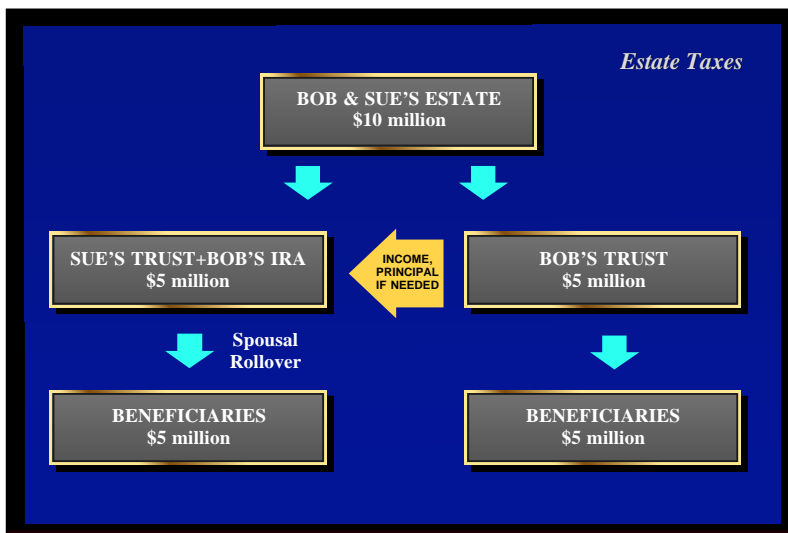 Estate Taxes
BOB & SUE'S ESTATE
$10 million
SUE'S TRUST+BOB'S IRA
$5 million
INCOME,
PRINCIPAL
IF NEEDED
BOB'S TRUST
$5 million
Spousal
Rollover
BENEFICIARIES
$5 million
BENEFICIARIES
$5 million